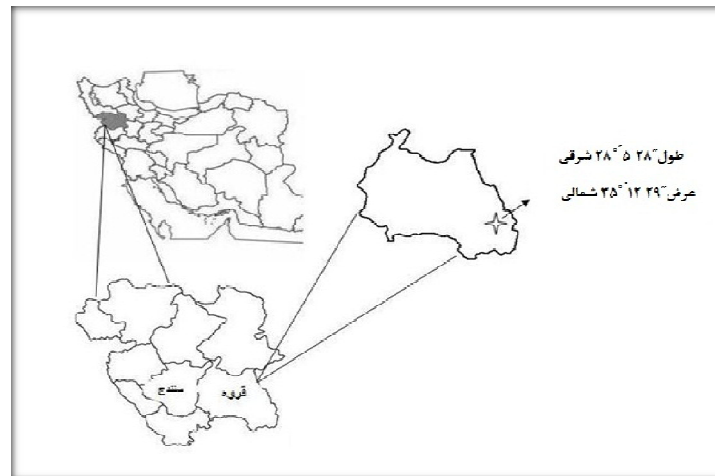 طول ″۲۸ ′۵ °۲۸ شرقی
عرض ″۲۹ ′۱۲ °۳۵ شمالی
سنندج
قروه